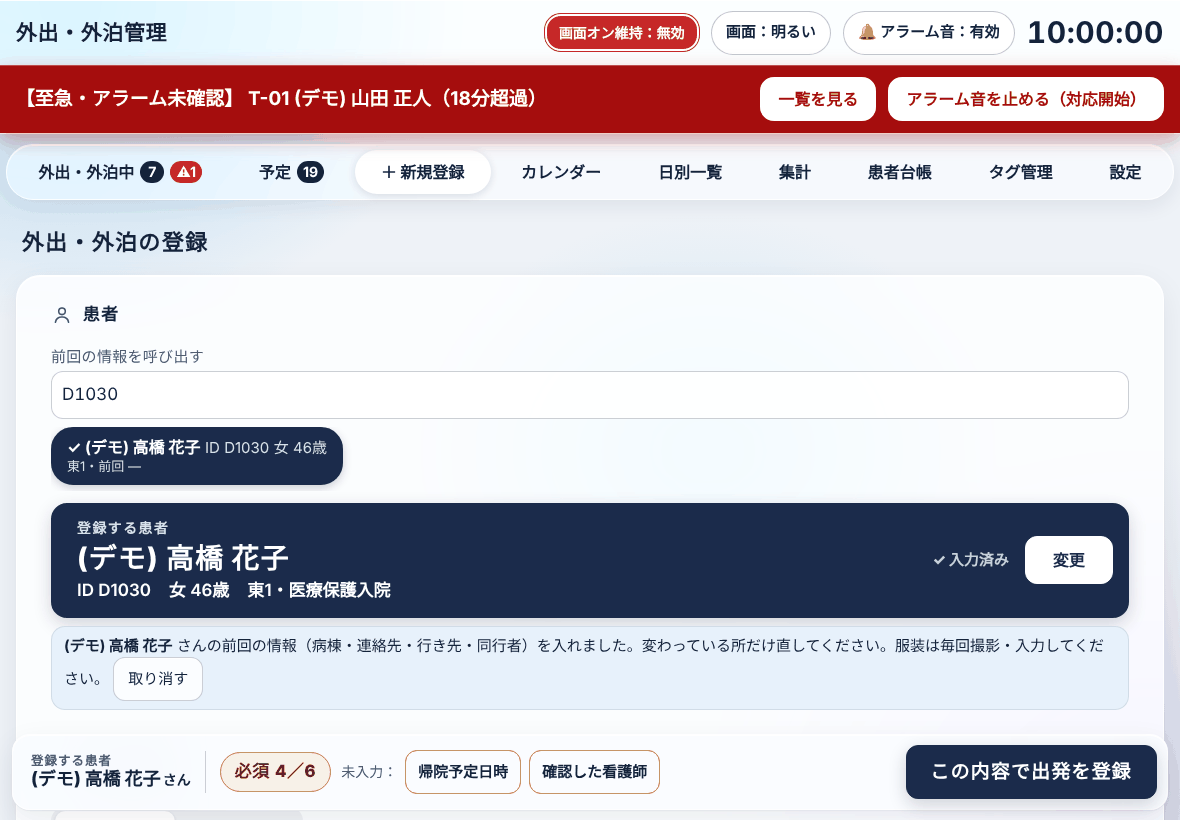 外出・外泊管理
画面オン維持：無効
画面：明るい
🔔 アラーム音：有効
10:00:00
【至急・アラーム未確認】 T-01 (デモ) 山田 正人（18分超過）
一覧を見る
アラーム音を止める（対応開始）
外出・外泊中 7 ⚠1
予定 19
＋ 新規登録
カレンダー
日別一覧
集計
患者台帳
タグ管理
設定
外出・外泊の登録
患者
前回の情報を呼び出す
D1030
✓ (デモ) 高橋 花子 ID D1030 女 46歳
東1・前回 —
登録する患者
(デモ) 高橋 花子
ID D1030 女 46歳 東1・医療保護入院
✓ 入力済み
変更
(デモ) 高橋 花子 さんの前回の情報（病棟・連絡先・行き先・同行者）を入れました。変わっている所だけ直してください。服装は毎回撮影・入力してくだ
さい。 取り消す
登録する患者
(デモ) 高橋 花子 さん
必須 4／6
未入力：
帰院予定日時
確認した看護師
この内容で出発を登録